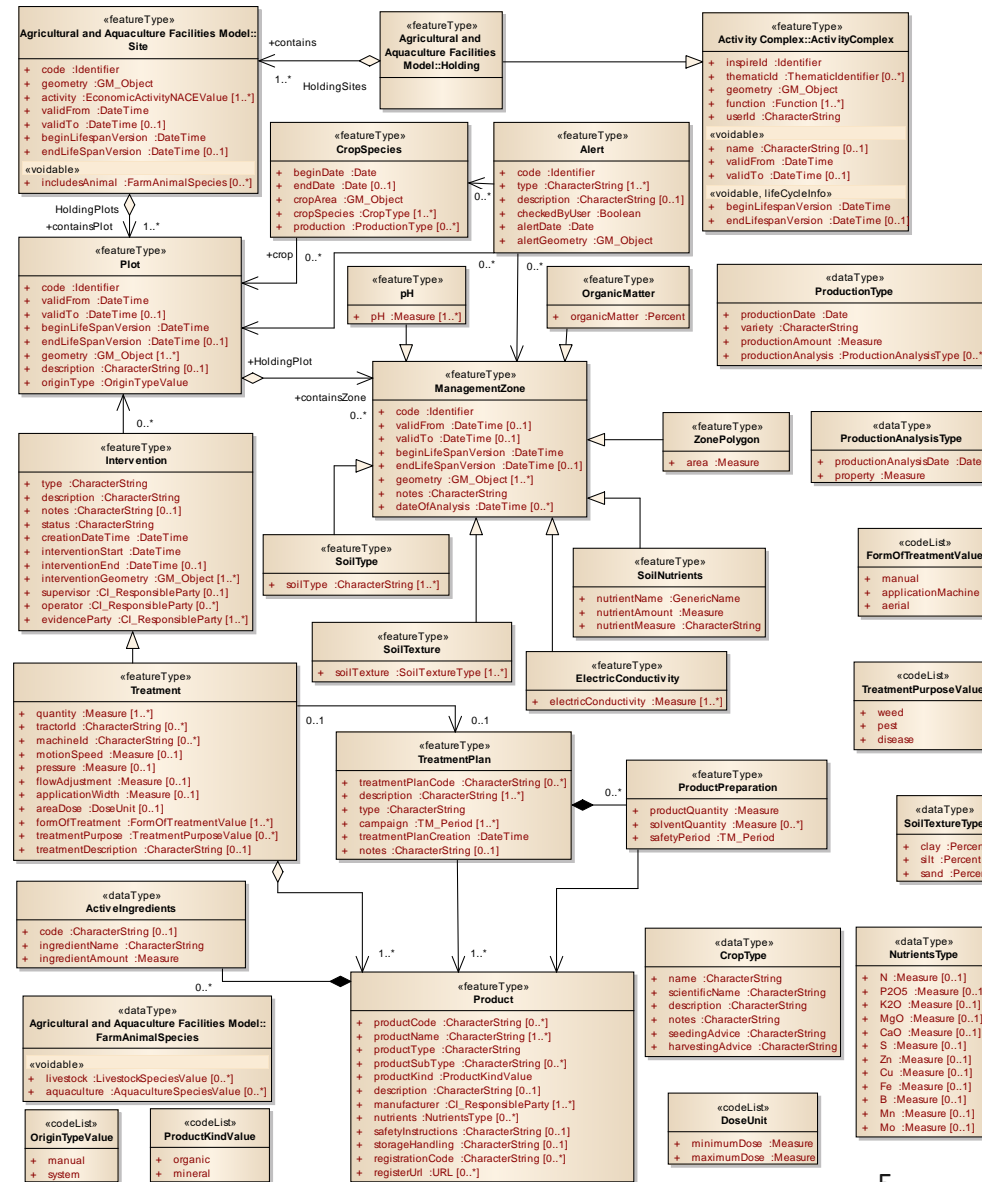 «featureType»
Agricultural and Aquaculture Facilities Model::
Site
+ code :Identifier
+ geometry :GM_Object
+ activity :EconomicActivityNACEValue [1..*]
+ validFrom :DateTime
+ validTo :DateTime [0..1]
+ beginLifespanVersion :DateTime
+ endLifeSpanVersion :DateTime [0..1]
«voidable»
+ includesAnimal :FarmAnimalSpecies [0..*]
+contains
1..*
HoldingSites
«featureType»
Agricultural and
Aquaculture Facilities
Model::Holding
«featureType»
Activity Complex::ActivityComplex
+ inspireId :Identifier
+ thematicId :ThematicIdentifier [0..*]
+ geometry :GM_Object
+ function :Function [1..*]
+ userId :CharacterString
«voidable»
+ name :CharacterString [0..1]
+ validFrom :DateTime
+ validTo :DateTime [0..1]
«voidable, lifeCycleInfo»
+ beginLifespanVersion :DateTime
+ endLifespanVersion :DateTime [0..1]
«featureType»
CropSpecies
+ beginDate :Date
+ endDate :Date [0..1]
+ cropArea :GM_Object
+ cropSpecies :CropType [1..*]
+ production :ProductionType [0..*]
«featureType»
Alert
+ code :Identifier
+ type :CharacterString [1..*]
+ description :CharacterString [0..1]
+ checkedByUser :Boolean
+ alertDate :Date
+ alertGeometry :GM_Object
0..*
HoldingPlots
+containsPlot
1..*
+crop
0..*
0..*
0..*
«featureType»
Plot
+ code :Identifier
+ validFrom :DateTime
+ validTo :DateTime [0..1]
+ beginLifeSpanVersion :DateTime
+ endLifeSpanVersion :DateTime [0..1]
+ geometry :GM_Object [1..*]
+ description :CharacterString [0..1]
+ originType :OriginTypeValue
«featureType»
pH
+ pH :Measure [1..*]
«featureType»
OrganicMatter
+ organicMatter :Percent
«dataType»
ProductionType
+ productionDate :Date
+ variety :CharacterString
+ productionAmount :Measure
+ productionAnalysis :ProductionAnalysisType [0..*
+HoldingPlot
+containsZone
0..*
«featureType»
ManagementZone
+ code :Identifier
+ validFrom :DateTime [0..1]
+ validTo :DateTime [0..1]
+ beginLifeSpanVersion :DateTime
+ endLifeSpanVersion :DateTime [0..1]
+ geometry :GM_Object [1..*]
+ notes :CharacterString
+ dateOfAnalysis :DateTime [0..*]
«featureType»
ZonePolygon
+ area :Measure
«dataType»
ProductionAnalysisType
+ productionAnalysisDate :Date
+ property :Measure
0..*
«featureType»
Intervention
+ type :CharacterString
+ description :CharacterString
+ notes :CharacterString [0..1]
+ status :CharacterString
+ creationDateTime :DateTime
+ interventionStart :DateTime
+ interventionEnd :DateTime [0..1]
+ interventionGeometry :GM_Object [1..*]
+ supervisor :CI_ResponsibleParty [0..1]
+ operator :CI_ResponsibleParty [0..*]
+ evidenceParty :CI_ResponsibleParty [1..*]
«featureType»
SoilType
+ soilType :CharacterString [1..*]
«featureType»
SoilNutrients
+ nutrientName :GenericName
+ nutrientAmount :Measure
+ nutrientMeasure :CharacterString
«codeList»
FormOfTreatmentValue
+ manual
+ applicationMachine
+ aerial
«featureType»
SoilTexture
+ soilTexture :SoilTextureType [1..*]
«featureType»
ElectricConductivity
+ electricConductivity :Measure [1..*]
«codeList»
TreatmentPurposeValue
+ weed
+ pest
+ disease
«featureType»
Treatment
+ quantity :Measure [1..*]
+ tractorId :CharacterString [0..*]
+ machineId :CharacterString [0..*]
+ motionSpeed :Measure [0..1]
+ pressure :Measure [0..1]
+ flowAdjustment :Measure [0..1]
+ applicationWidth :Measure [0..1]
+ areaDose :DoseUnit [0..1]
+ formOfTreatment :FormOfTreatmentValue [1..*]
+ treatmentPurpose :TreatmentPurposeValue [0..*]
+ treatmentDescription :CharacterString [0..1]
0..1
0..1
«featureType»
TreatmentPlan
+ treatmentPlanCode :CharacterString [0..*]
+ description :CharacterString [1..*]
+ type :CharacterString
+ campaign :TM_Period [1..*]
+ treatmentPlanCreation :DateTime
+ notes :CharacterString [0..1]
0..*
«featureType»
ProductPreparation
+ productQuantity :Measure
+ solventQuantity :Measure [0..*]
+ safetyPeriod :TM_Period
«dataType»
SoilTextureType
+ clay :Percen
+ silt :Percent
+ sand :Percen
«dataType»
ActiveIngredients
+ code :CharacterString [0..1]
+ ingredientName :CharacterString
+ ingredientAmount :Measure
0..*
1..*
1..*
«featureType»
Product
+ productCode :CharacterString [0..*]
+ productName :CharacterString [1..*]
+ productType :CharacterString
+ productSubType :CharacterString [0..*]
+ productKind :ProductKindValue
+ description :CharacterString [0..1]
+ manufacturer :CI_ResponsibleParty [1..*]
+ nutrients :NutrientsType [0..*]
+ safetyInstructions :CharacterString [0..1]
+ storageHandling :CharacterString [0..1]
+ registrationCode :CharacterString [0..1]
+ registerUrl :URL [0..*]
«dataType»
CropType
+ name :CharacterString
+ scientificName :CharacterString
+ description :CharacterString
+ notes :CharacterString
+ seedingAdvice :CharacterString
+ harvestingAdvice :CharacterString
«dataType»
NutrientsType
+ N :Measure [0..1]
+ P2O5 :Measure [0..1
+ K2O :Measure [0..1]
+ MgO :Measure [0..1]
+ CaO :Measure [0..1]
+ S :Measure [0..1]
+ Zn :Measure [0..1]
+ Cu :Measure [0..1]
+ Fe :Measure [0..1]
+ B :Measure [0..1]
+ Mn :Measure [0..1]
+ Mo :Measure [0..1]
«dataType»
Agricultural and Aquaculture Facilities Model::
FarmAnimalSpecies
«voidable»
+ livestock :LivestockSpeciesValue [0..*]
+ aquaculture :AquacultureSpeciesValue [0..*]
«codeList»
OriginTypeValue
+ manual
+ system
«codeList»
ProductKindValue
+ organic
+ mineral
«codeList»
DoseUnit
+ minimumDose :Measure
+ maximumDose :Measure